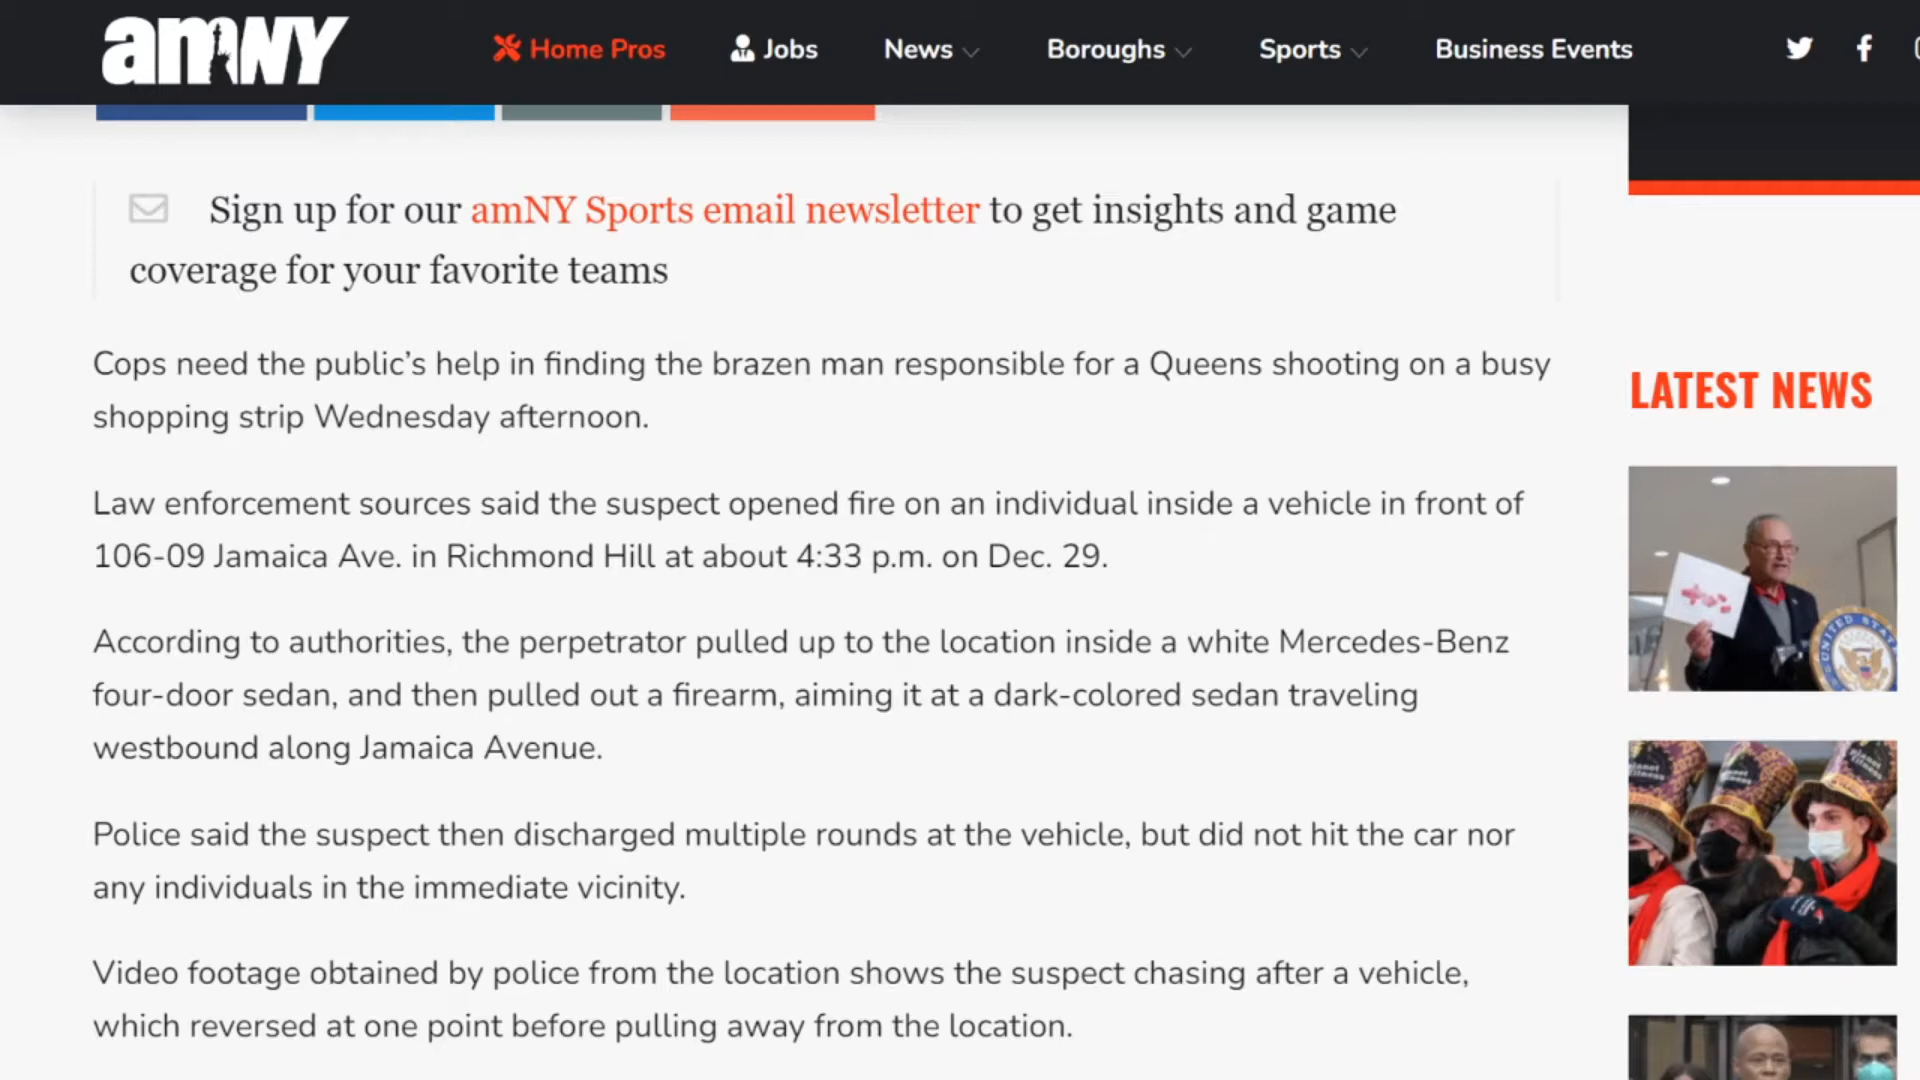 amNY
Home Pros
Jobs
News
Boroughs
Sports
Business Events
Sign up for our amNY Sports email newsletter to get insights and game
coverage for your favorite teams
Cops need the public’s help in finding the brazen man responsible for a Queens shooting on a busy
shopping strip Wednesday afternoon.
Law enforcement sources said the suspect opened fire on an individual inside a vehicle in front of
106-09 Jamaica Ave. in Richmond Hill at about 4:33 p.m. on Dec. 29.
According to authorities, the perpetrator pulled up to the location inside a white Mercedes-Benz
four-door sedan, and then pulled out a firearm, aiming it at a dark-colored sedan traveling
westbound along Jamaica Avenue.
Police said the suspect then discharged multiple rounds at the vehicle, but did not hit the car nor
any individuals in the immediate vicinity.
Video footage obtained by police from the location shows the suspect chasing after a vehicle,
which reversed at one point before pulling away from the location.
LATEST NEWS
UNITED STAT
planet
fitness
planet
fitness